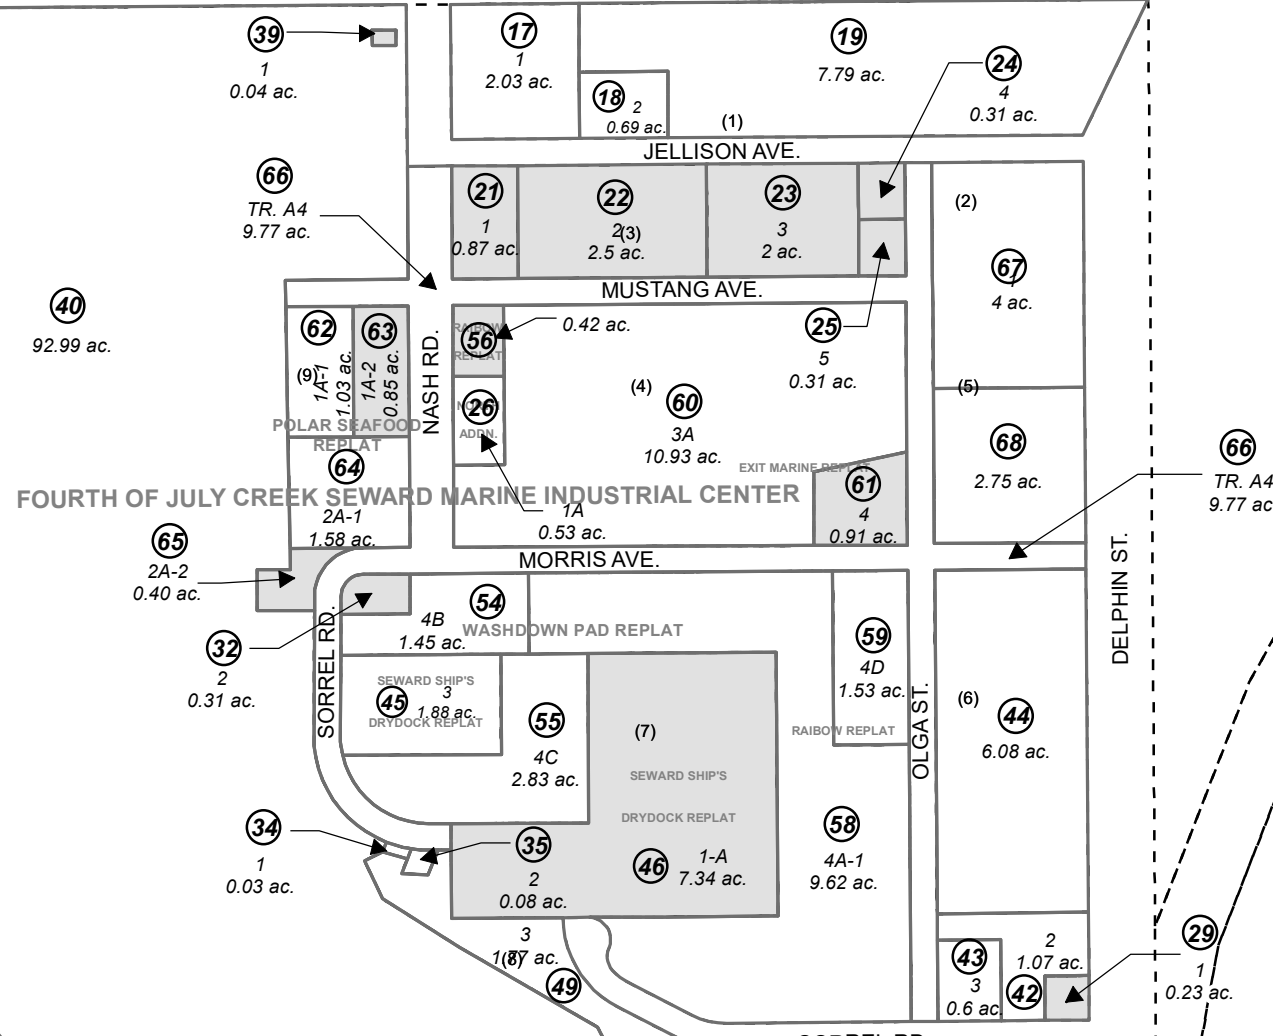 39
1
0.04 ac.
17
1
2.03 ac.
18
2
0.69 ac.
19
7.79 ac.
24
4
0.31 ac.
(1)
JELLISON AVE.
66
TR. A4
9.77 ac.
21
1
0.87 ac.
22
2
(3)
2.5 ac.
23
3
2 ac.
(2)
67
1
4 ac.
MUSTANG AVE.
40
92.99 ac.
62
1A-1
1.03 ac.
(9)
63
1A-2
0.85 ac.
NASH RD.
RAIBOW
REPLAT
56
0.42 ac.
25
5
0.31 ac.
NORTH
ADDN.
26
(4)
60
3A
10.93 ac.
(5)
POLAR SEAFOOD
REPLAT
64
EXIT MARINE REPLAT
61
4
0.91 ac.
68
2.75 ac.
66
TR. A4
9.77 ac
FOURTH OF JULY CREEK SEWARD MARINE INDUSTRIAL CENTER
2A-1
1.58 ac.
1A
0.53 ac.
65
2A-2
0.40 ac.
MORRIS AVE.
DELPHIN ST.
54
4B
1.45 ac.
WASHDOWN PAD REPLAT
59
4D
1.53 ac.
32
2
0.31 ac.
SORREL RD.
SEWARD SHIP'S
45
3
1.88 ac.
DRYDOCK REPLAT
55
4C
2.83 ac.
(7)
RAIBOW REPLAT
OLGA ST.
(6)
44
6.08 ac.
SEWARD SHIP'S
DRYDOCK REPLAT
34
1
0.03 ac.
35
2
0.08 ac.
46
1-A
7.34 ac.
58
4A-1
9.62 ac.
3
1.77 ac.
(8)
49
43
3
0.6 ac.
2
1.07 ac.
42
29
1
0.23 ac.